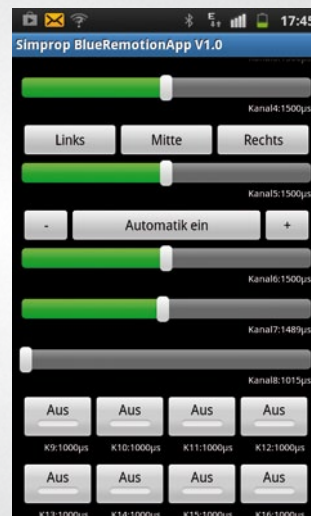 E
17:45
Simprop BlueRemotionApp V1.0
Kanal4:1500µs
Links Mitte Rechts
Kanal5:1500µs
- Automatik ein +
Kanal6:1500µs
Kanal7:1489µs
Kanal8:1015µs
Aus Aus Aus Aus
K9:1000µs K10:1000µs K11:1000µs K12:1000µs
Aus Aus Aus Aus
K13:1000µs K14:1000µs K15:1000µs K16:1000µs